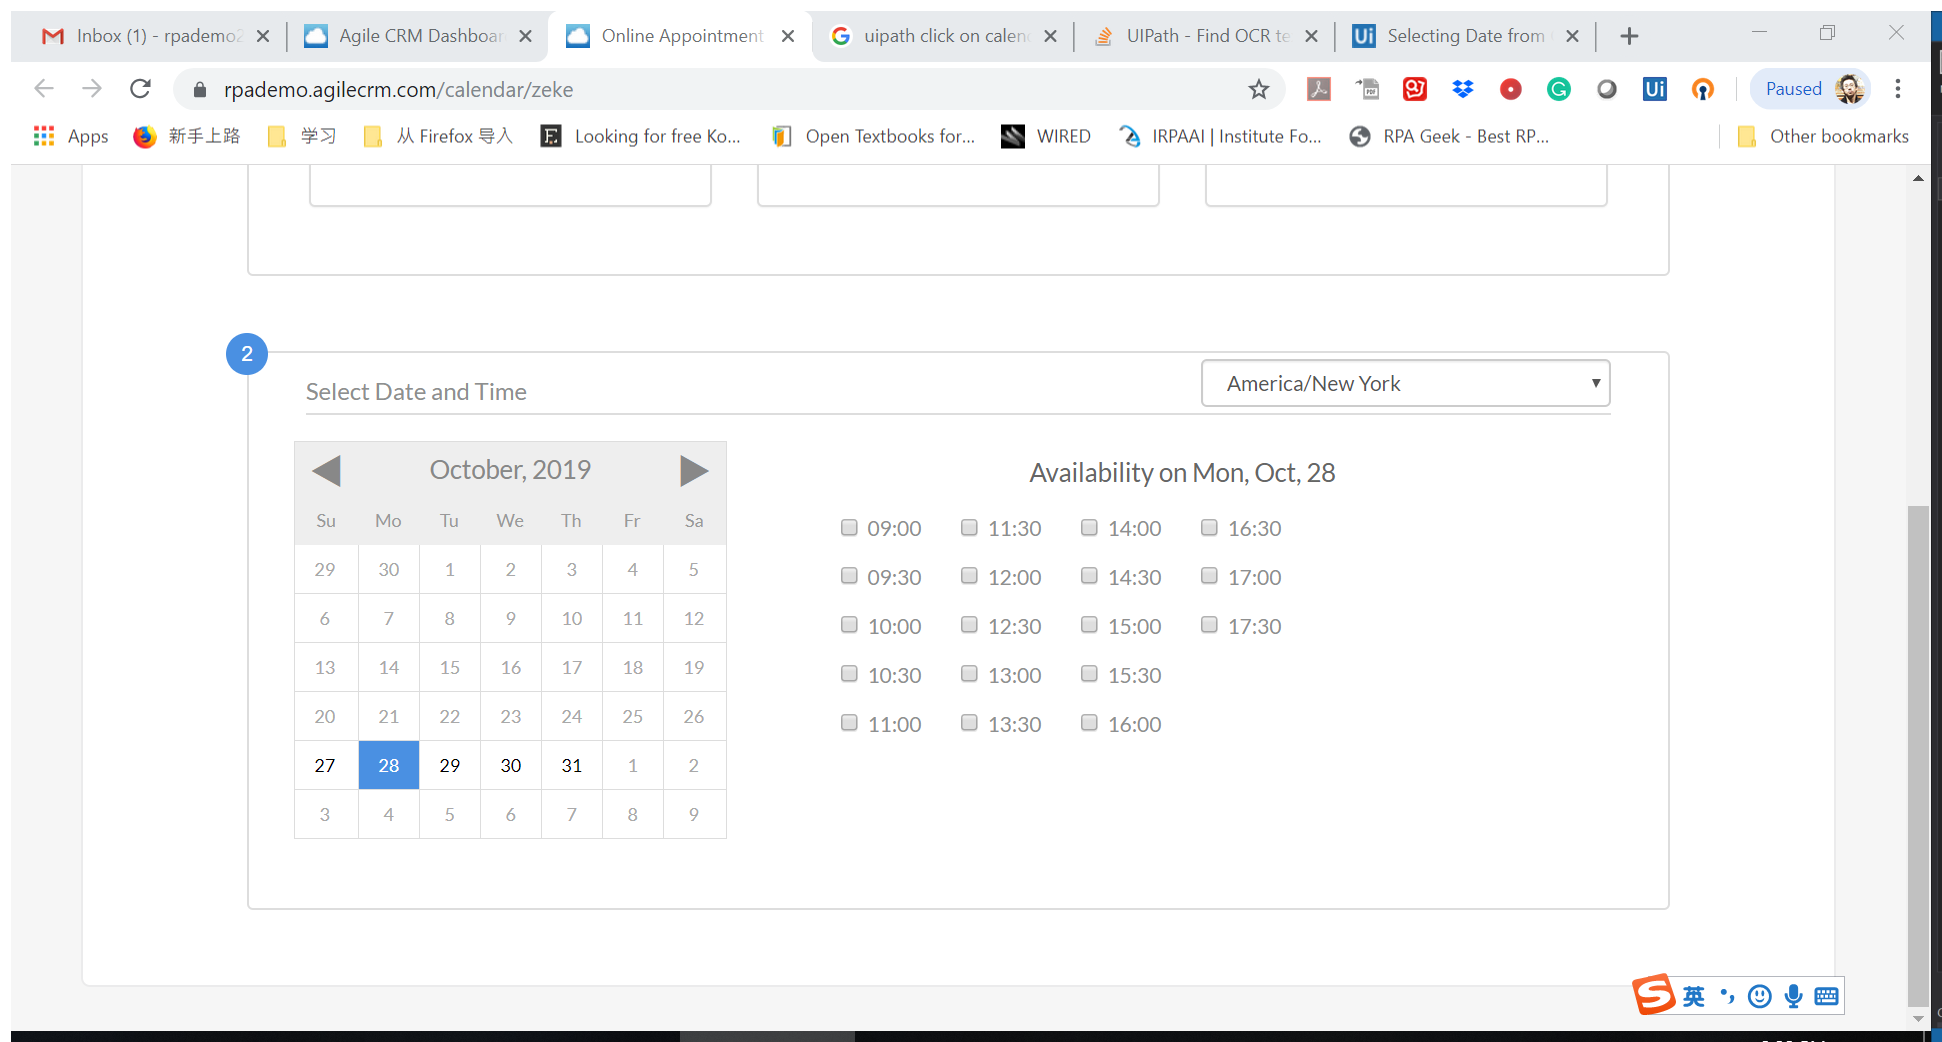 Inbox (1) - rpademo2
Agile CRM Dashboar
Online Appointment
uipath click on calen
UIPath - Find OCR te
Ui Selecting Date from
rpademo.agilecrm.com/calendar/zeke
Ui
Paused
Apps
新手上路
学习
从 Firefox 导入
Looking for free Ko...
Open Textbooks for...
WIRED
IRPAAI | Institute Fo...
RPA Geek - Best RP...
Other bookmarks
2
Select Date and Time
America/New York
October, 2019
Su Mo Tu We Th Fr Sa
29 30 1 2 3 4 5
6 7 8 9 10 11 12
13 14 15 16 17 18 19
20 21 22 23 24 25 26
27 28 29 30 31 1 2
3 4 5 6 7 8 9
Availability on Mon, Oct, 28
09:00 11:30 14:00 16:30
09:30 12:00 14:30 17:00
10:00 12:30 15:00 17:30
10:30 13:00 15:30
11:00 13:30 16:00
英